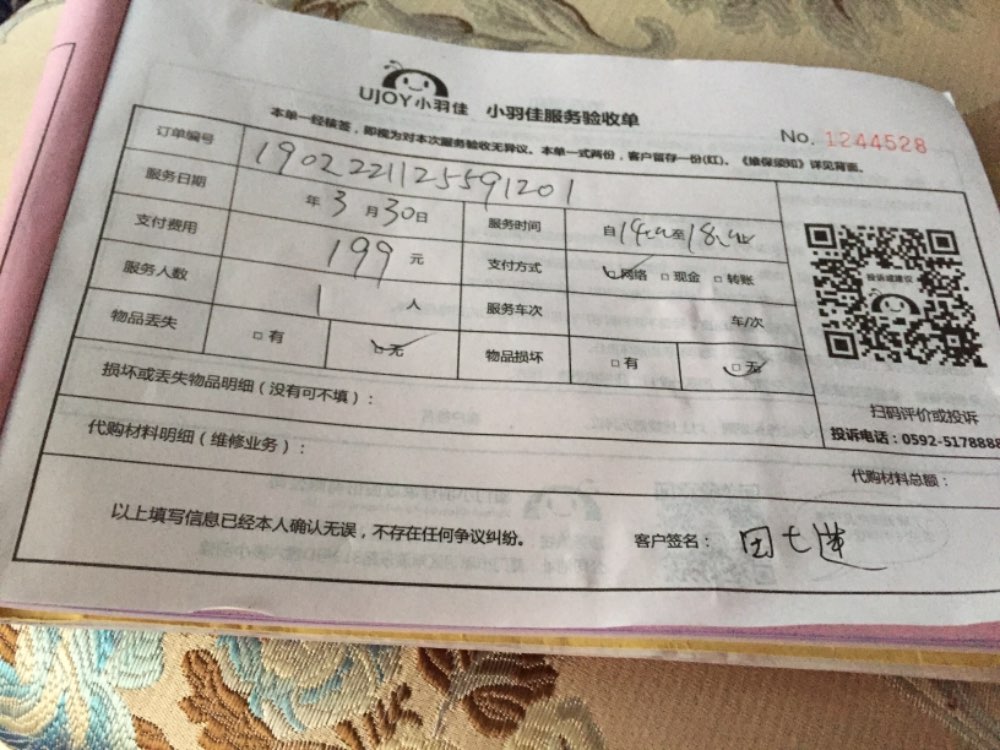 UJOY小羽佳 小羽佳服务验收单
No. 1244528
本单一经核签，即视为对本次服务验收无异议。本单一式两份，客户留存一份(红)、《维保须知》详见背面。
订单编号 1902221125591201
服务日期 年 3 月 30 日 服务时间 自 14 至 18 止
支付费用 199 元 支付方式 网络 现金 转账
服务人数 1 人 服务车次 车/次
物品丢失 有 无 物品损坏 有 无
投诉或建议
损坏或丢失物品明细（没有可不填）：
扫码评价或投诉
投诉电话：0592-5178888
代购材料明细（维修业务）：
代购材料总额：
以上填写信息已经本人确认无误，不存在任何争议纠纷。 客户签名：